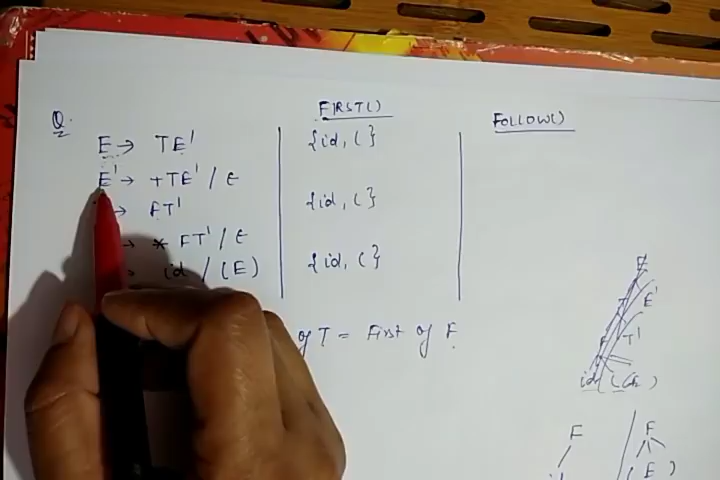 Q.
FIRST()
FOLLOW()
E → TE' {id, (}
E' → +TE' / ε
→ FT' {id, (}
→ * FT' / ε
id / (E) {id, (}
of T = First of F.
E
T E'
F T'
id ( (E )
F F
( E )